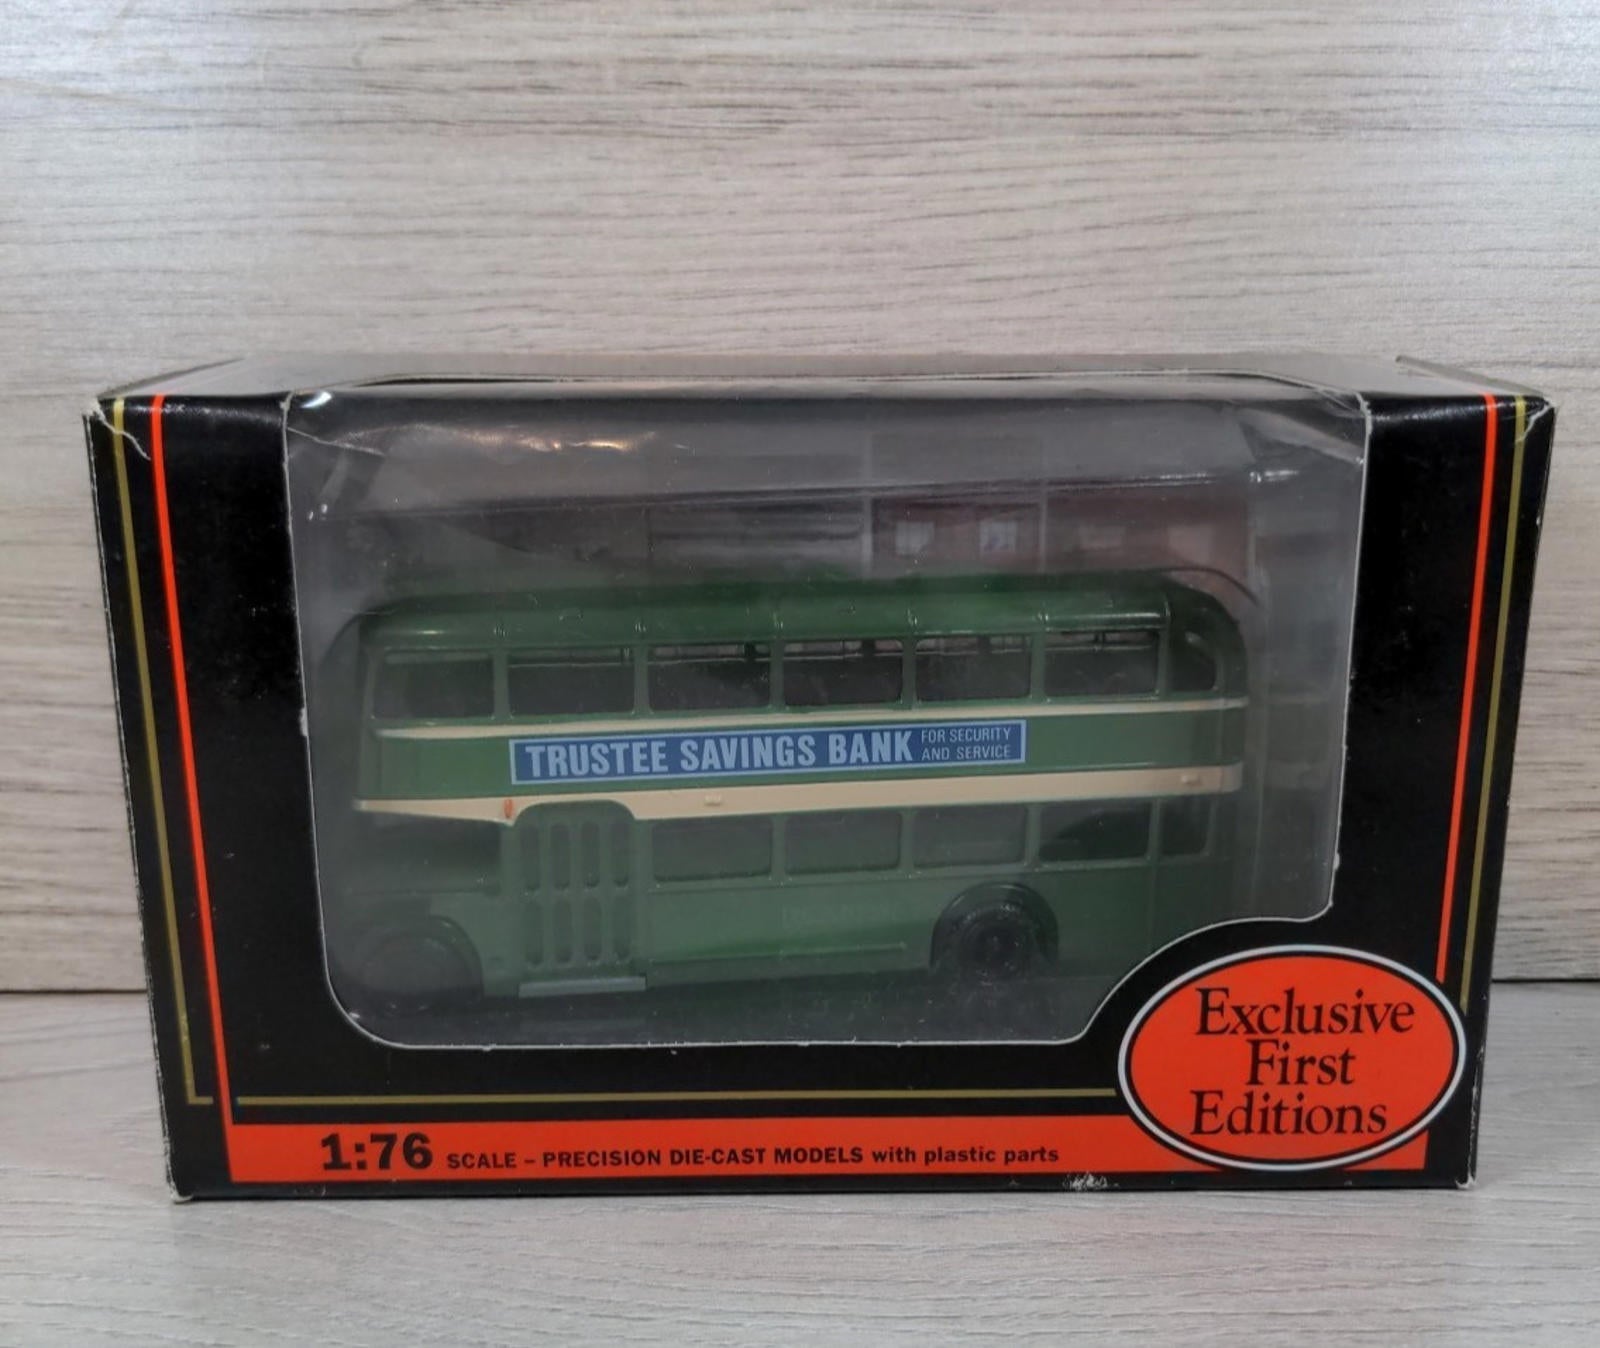 TRUSTEE SAVINGS BANK FOR SECURITY
AND SERVICE
Exclusive
First
Editions
1:76 SCALE – PRECISION DIE-CAST MODELS with plastic parts